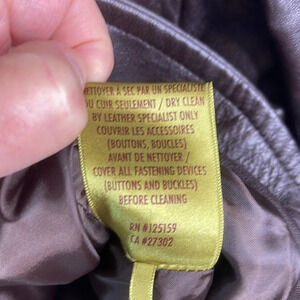 NETTOYER A SEC PAR UN SPECIALISTE
DU CUIR SEULEMENT / DRY CLEAN
BY LEATHER SPECIALIST ONLY
COUVRIR LES ACCESSOIRES
(BOUTONS, BOUCLES)
AVANT DE NETTOYER /
COVER ALL FASTENING DEVICES
(BUTTONS AND BUCKLES)
BEFORE CLEANING
RN #125159
CA #27302